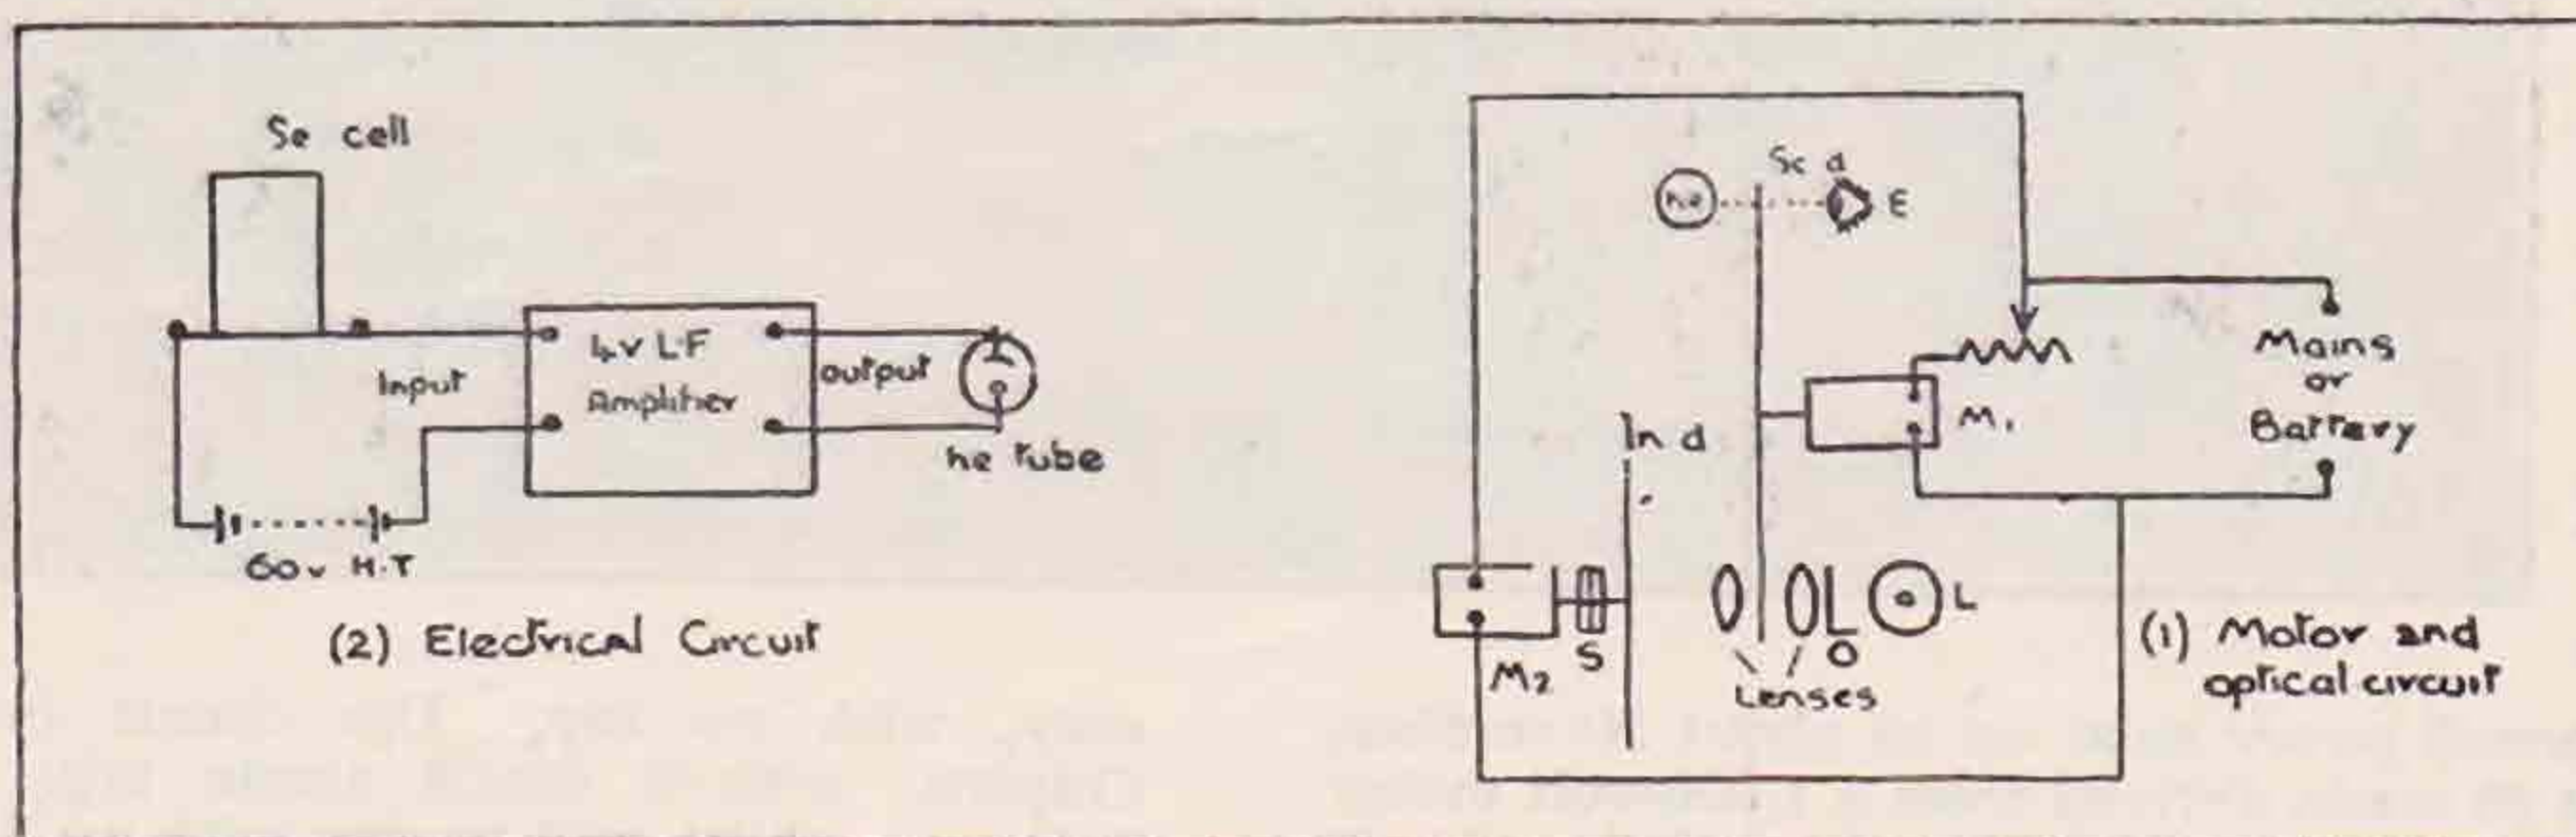 Se cell
Input
4v L.F
Amplifier
output
he tube
60v H.T
(2) Electrical Circuit
he
Sc d
E
In d
M1
Mains
or
Battery
L
O
S
M2
Lenses
(1) Motor and
optical circuit